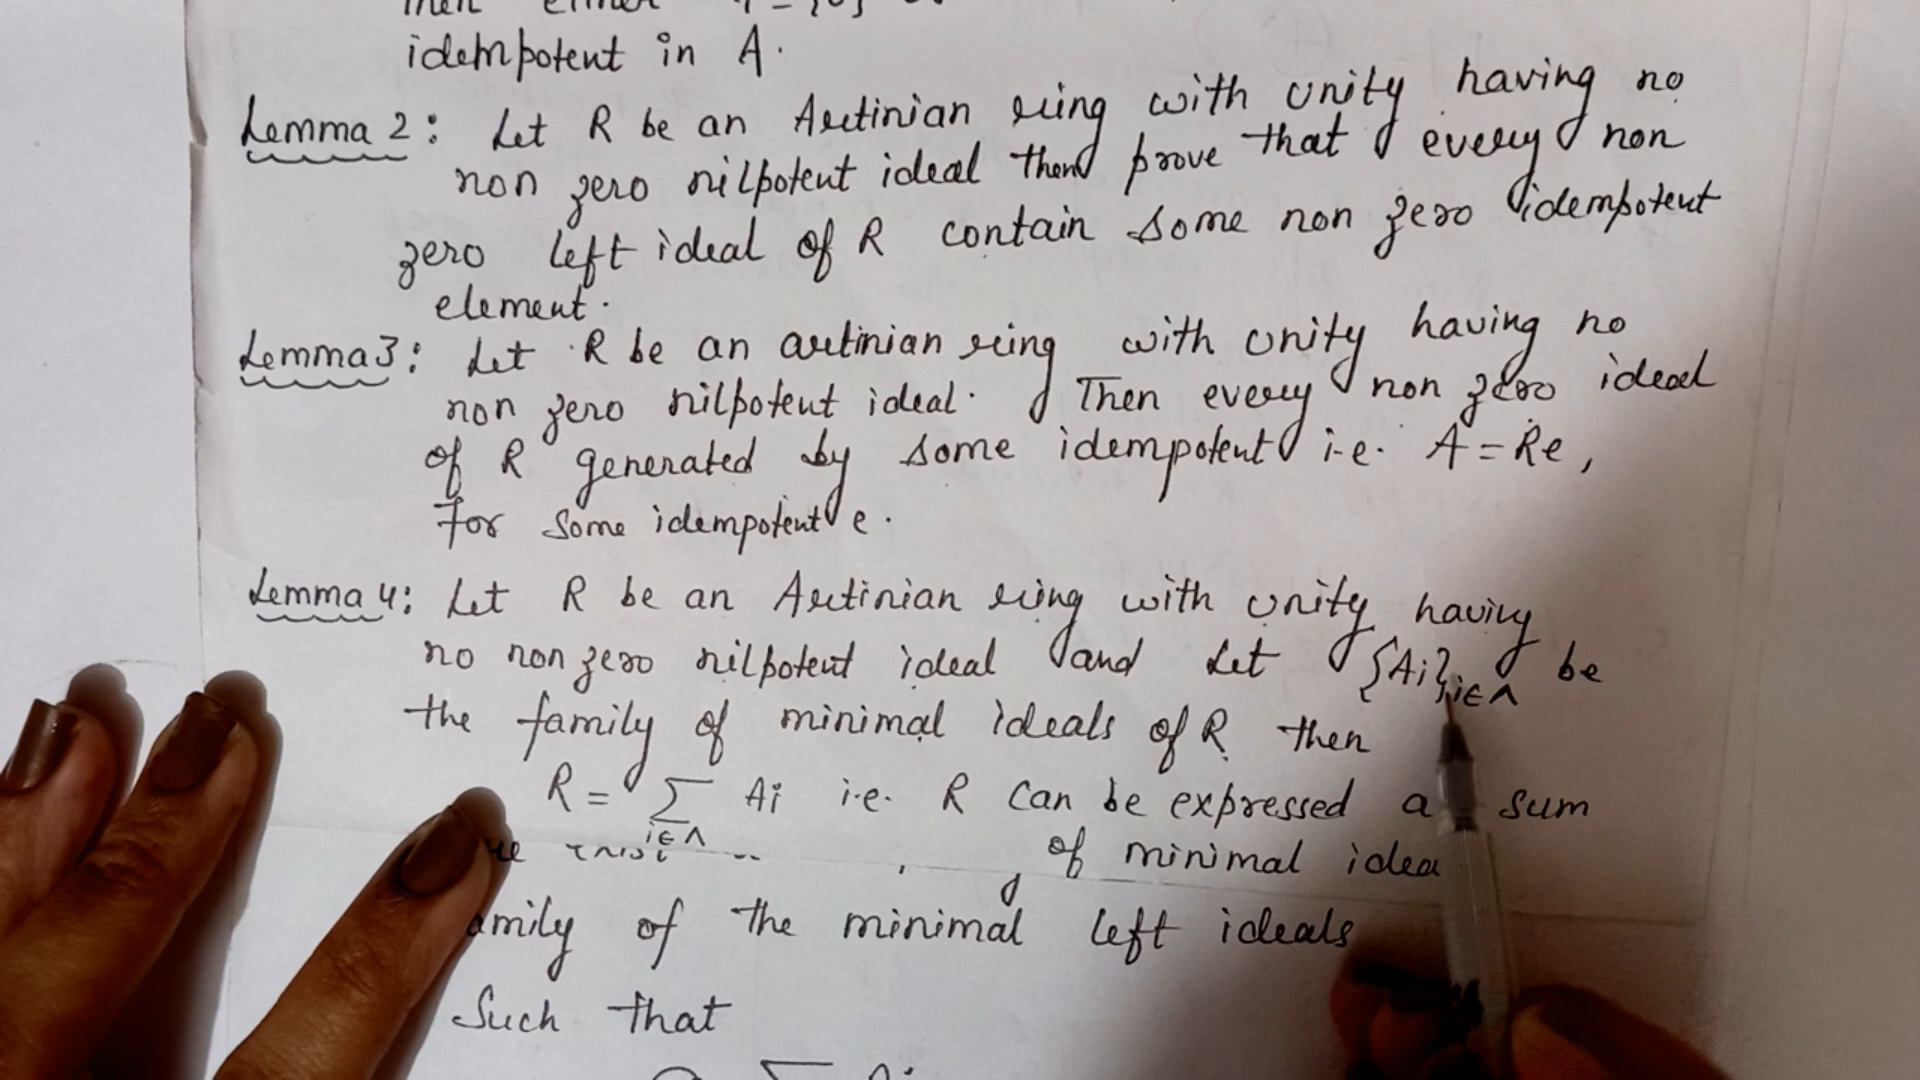 idempotent in A.
Lemma 2: Let R be an Artinian ring with unity having no
non zero nilpotent ideal then prove that every non
zero left ideal of R contain some non zero idempotent
element.
Lemma 3: Let R be an artinian ring with unity having no
non zero nilpotent ideal. Then every non zero ideal
of R generated by some idempotent i.e. A = Re,
For some idempotent e.
Lemma 4: Let R be an Artinian ring with unity having
no non zero nilpotent ideal and Let {Ai}i∈Λ be
the family of minimal ideals of R then
R = Σ Ai i.e. R can be expressed a sum
i∈Λ
of minimal idea
amily of the minimal left ideals
Such that